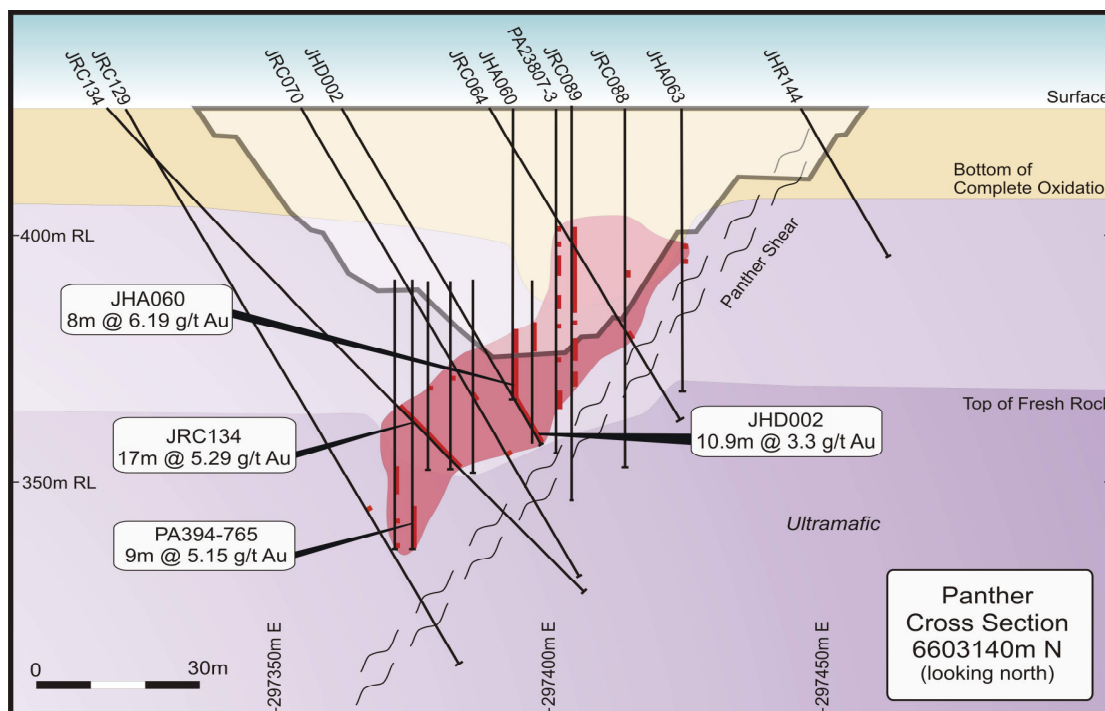 JRC134
JRC129
JRC070
JHD002
JRC064
JHA060
PA23807-3
JRC089
JRC088
JHA063
JHR144
Surface
Bottom of
Complete Oxidatio
400m RL
Panther Shear
JHA060
8m @ 6.19 g/t Au
Top of Fresh Rock
JRC134
17m @ 5.29 g/t Au
JHD002
10.9m @ 3.3 g/t Au
350m RL
PA394-765
9m @ 5.15 g/t Au
Ultramafic
Panther
Cross Section
6603140m N
(looking north)
297350m E
297400m E
297450m E
0
30m